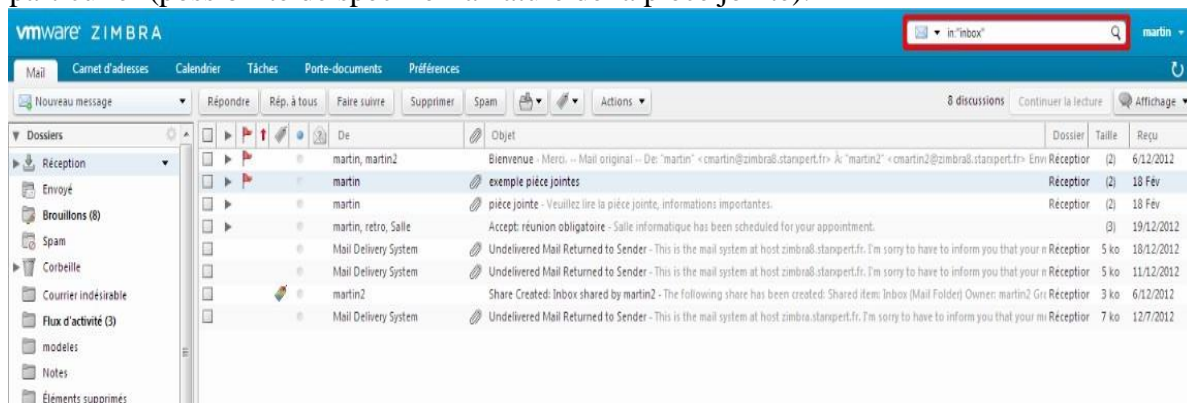 particulier (possibilité de spécifier la nature de la pièce jointe).
vmware ZIMBRA in:"inbox" martin
Mail Carnet d'adresses Calendrier Tâches Porte-documents Préférences
Nouveau message Répondre Rép. à tous Faire suivre Supprimer Spam Actions 8 discussions Continuer la lecture Affichage
Dossiers De Objet Dossier Taille Reçu
Réception martin, martin2 Bienvenue - Merci. -- Mail original -- De: "martin" <cmartin@zimbra8.starxpert.fr> À: "martin2" <cmartin2@zimbra8.starxpert.fr> Env Réception (2) 6/12/2012
Envoyé martin exemple pièce jointes Réception (2) 18 Fév
Brouillons (8) martin pièce jointe - Veuillez lire la pièce jointe, informations importantes. Réception (2) 18 Fév
Spam martin, retro, Salle Accept: réunion obligatoire - Salle informatique has been scheduled for your appointment. (3) 19/12/2012
Corbeille Mail Delivery System Undelivered Mail Returned to Sender - This is the mail system at host zimbra8.starxpert.fr. I'm sorry to have to inform you that your m Réception 5 ko 18/12/2012
Mail Delivery System Undelivered Mail Returned to Sender - This is the mail system at host zimbra8.starxpert.fr. I'm sorry to have to inform you that your m Réception 5 ko 11/12/2012
Courrier indésirable martin2 Share Created: Inbox shared by martin2 - The following share has been created: Shared item: Inbox (Mail Folder) Owner: martin2 Gra Réception 3 ko 6/12/2012
Flux d'activité (3) Mail Delivery System Undelivered Mail Returned to Sender - This is the mail system at host zimbra.starxpert.fr. I'm sorry to have to inform you that your m Réception 7 ko 12/7/2012
modeles
Notes
Éléments supprimés